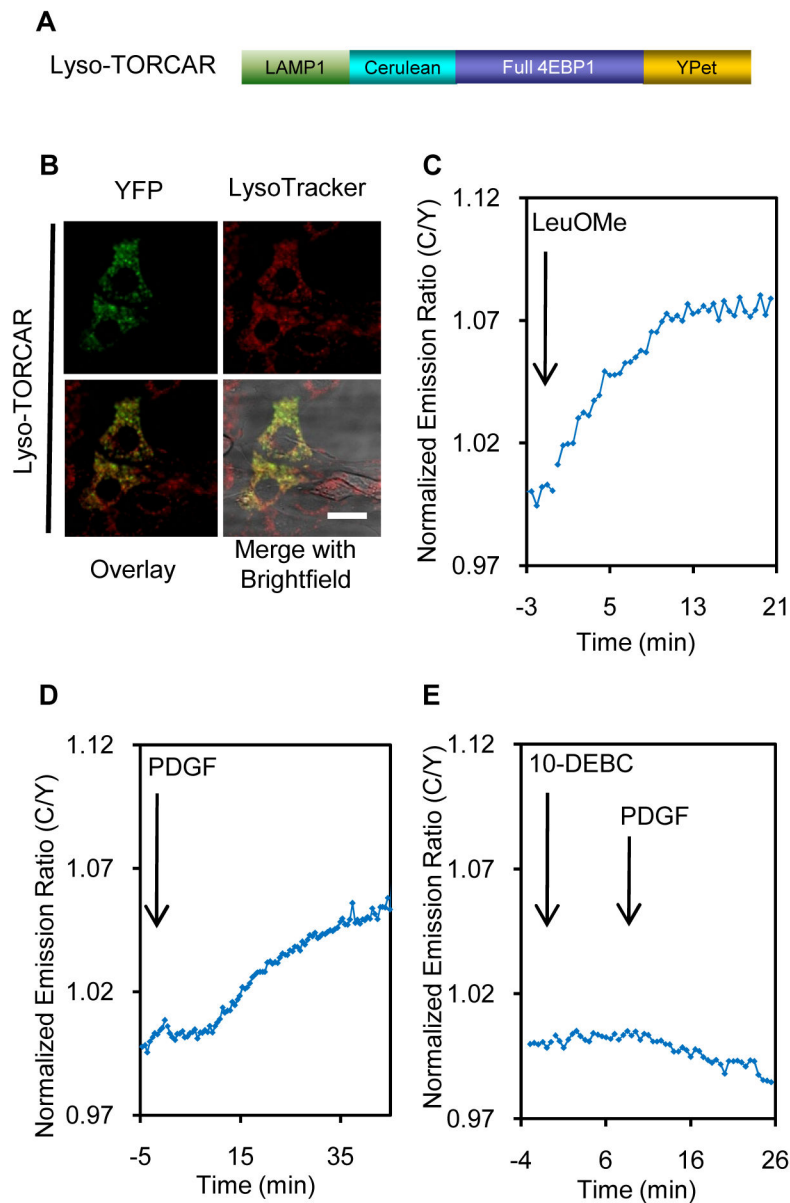 A
Lyso-TORCAR
LAMP1 Cerulean Full 4EBP1 YPet
B
YFP LysoTracker
Lyso-TORCAR
Overlay
Merge with
Brightfield
C
Normalized Emission Ratio (C/Y)
1.12
1.07
1.02
0.97
LeuOMe
-3 5 13 21
Time (min)
D
Normalized Emission Ratio (C/Y)
1.12
1.07
1.02
0.97
PDGF
-5 15 35
Time (min)
E
Normalized Emission Ratio (C/Y)
1.12
1.07
1.02
0.97
10-DEBC
PDGF
-4 6 16 26
Time (min)